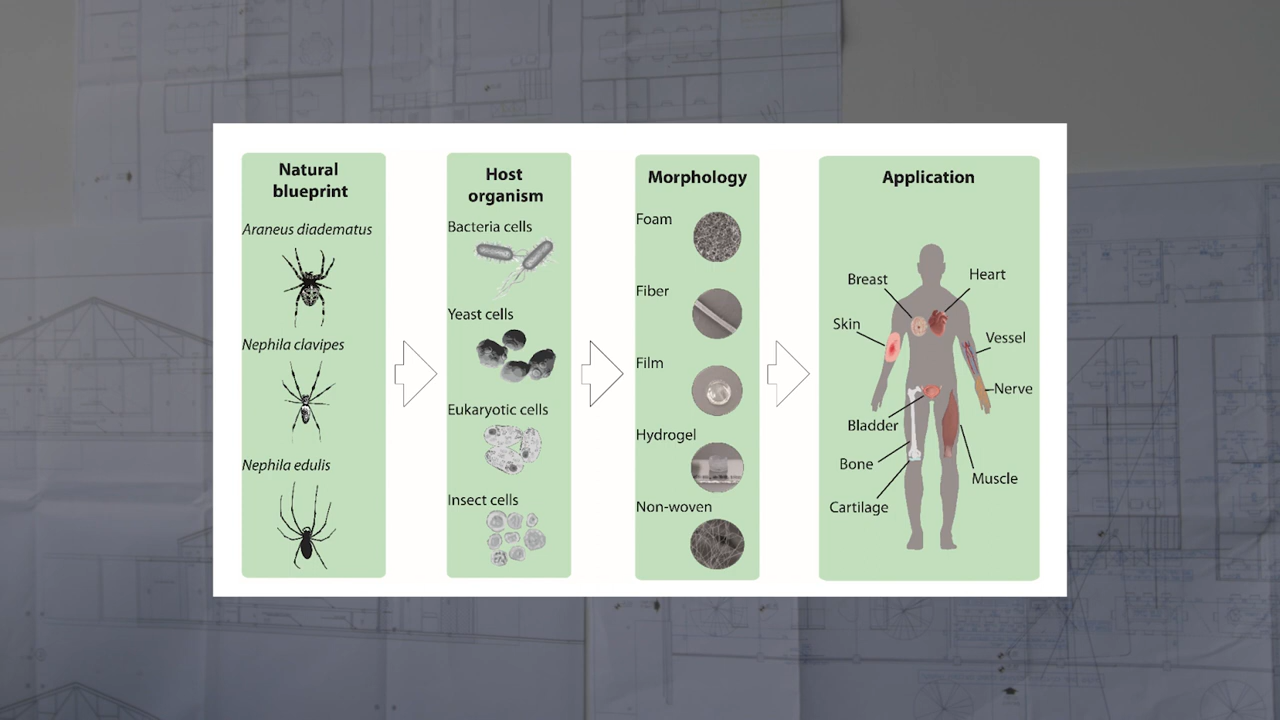 Natural
blueprint
Araneus diadematus
Nephila clavipes
Nephila edulis
Host
organism
Bacteria cells
Yeast cells
Eukaryotic cells
Insect cells
Morphology
Foam
Fiber
Film
Hydrogel
Non-woven
Application
Breast
Heart
Skin
Vessel
Nerve
Bladder
Bone
Muscle
Cartilage